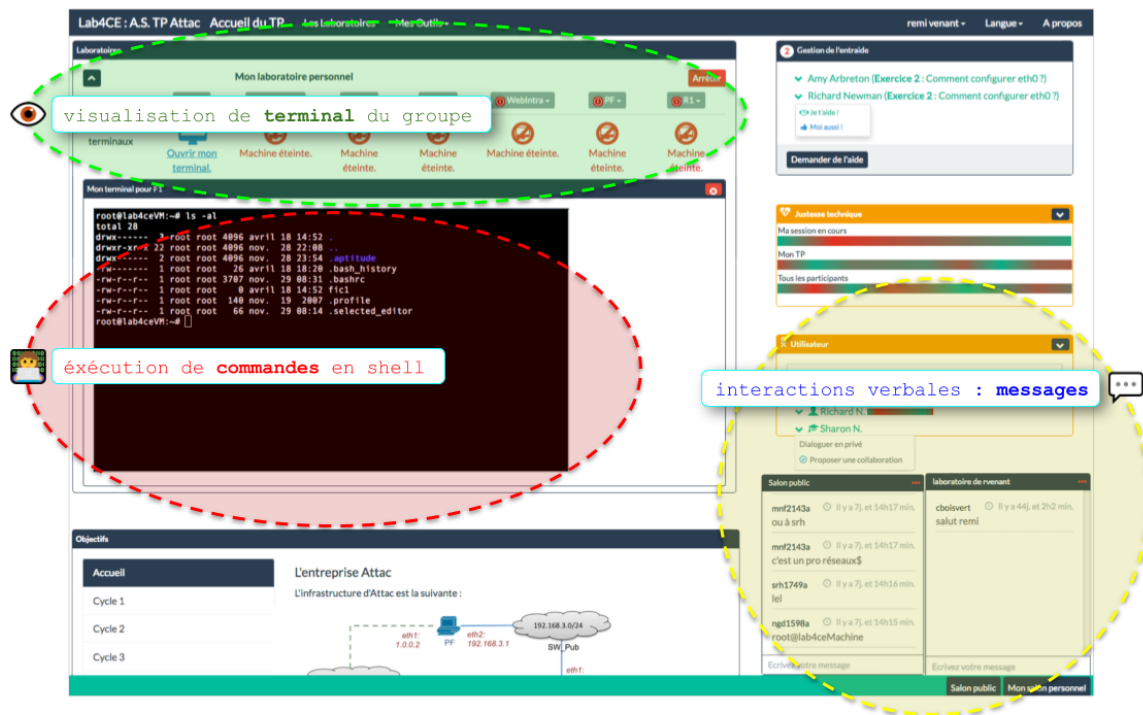 Lab4CE : A.S. TP Attac Accueil du TP Les Laboratoires Mes Outils remi venant Langue A propos
Laboratoires
Mon laboratoire personnel
Arrêter
WebIntra PF R1
visualisation de terminal du groupe
terminaux
Ouvrir mon terminal.
Machine éteinte.
Machine éteinte.
Machine éteinte.
Machine éteinte.
Machine éteinte.
Machine éteinte.
Mon terminal pour F1
root@lab4ceVM:~# ls -al
total 28
drwx------ 3 root root 4096 avril 18 14:52 .
drwxr-xr-x 22 root root 4096 nov. 28 22:08 ..
drwx------ 2 root root 4096 nov. 28 23:54 .aptitude
-rw------- 1 root root 26 avril 18 18:20 .bash_history
-rw-r--r-- 1 root root 3707 nov. 29 08:31 .bashrc
-rw-r--r-- 1 root root 0 avril 18 14:52 fic1
-rw-r--r-- 1 root root 140 nov. 19 2007 .profile
-rw-r--r-- 1 root root 66 nov. 29 08:14 .selected_editor
root@lab4ceVM:~#
éxécution de commandes en shell
Objectifs
Accueil
Cycle 1
Cycle 2
Cycle 3
L'entreprise Attac
L'infrastructure d'Attac est la suivante :
eth1:
1.0.0.2
PF
eth2:
192.168.3.1
192.168.3.0/24
SW_Pub
eth1:
2 Gestion de l'entraide
Amy Arbreton (Exercice 2 : Comment configurer eth0 ?)
Richard Newman (Exercice 2 : Comment configurer eth0 ?)
Je t'aide !
Moi aussi !
Demander de l'aide
Justesse technique
Ma session en cours
Mon TP
Tous les participants
Utilisateur
interactions verbales : messages
Richard N.
Sharon N.
Dialoguer en privé
Proposer une collaboration
Salon public
mnf2143a Il y a 7j. et 14h17 min.
ou à srh
mnf2143a Il y a 7j. et 14h17 min.
c'est un pro réseaux$
srh1749a Il y a 7j. et 14h16 min.
lel
ngd1598a Il y a 7j. et 14h15 min.
root@lab4ceMachine
Ecrivez votre message
laboratoire de rvenant
cboisvert Il y a 44j. et 2h2 min.
salut remi
Ecrivez votre message
Salon public Mon salon personnel